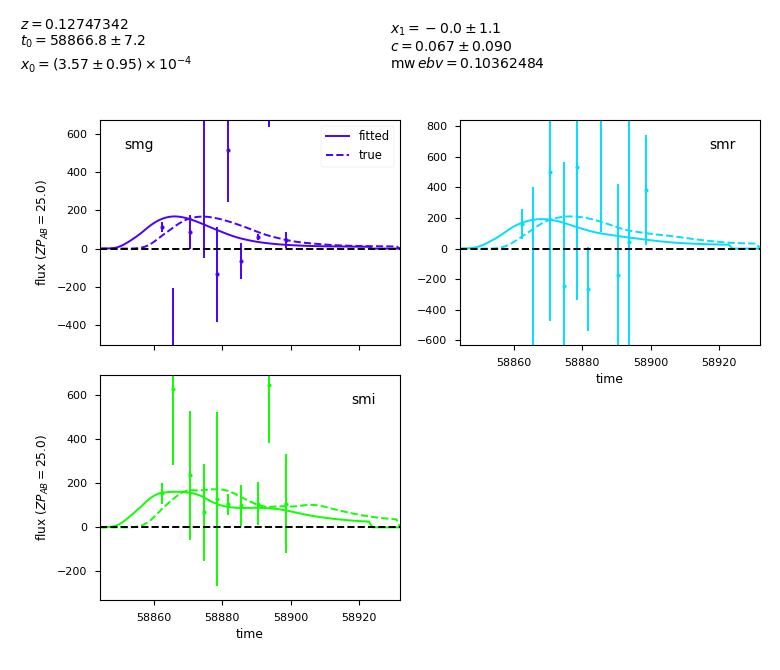 z = 0.12747342
t₀ = 58866.8 ± 7.2
x₀ = (3.57 ± 0.95) × 10⁻⁴
x₁ = −0.0 ± 1.1
c = 0.067 ± 0.090
mw ebv = 0.10362484
smg
fitted
true
600
400
200
0
−200
−400
flux (ZP_AB = 25.0)
smr
800
600
400
200
0
−200
−400
−600
58860 58880 58900 58920
time
smi
600
400
200
0
−200
flux (ZP_AB = 25.0)
58860 58880 58900 58920
time